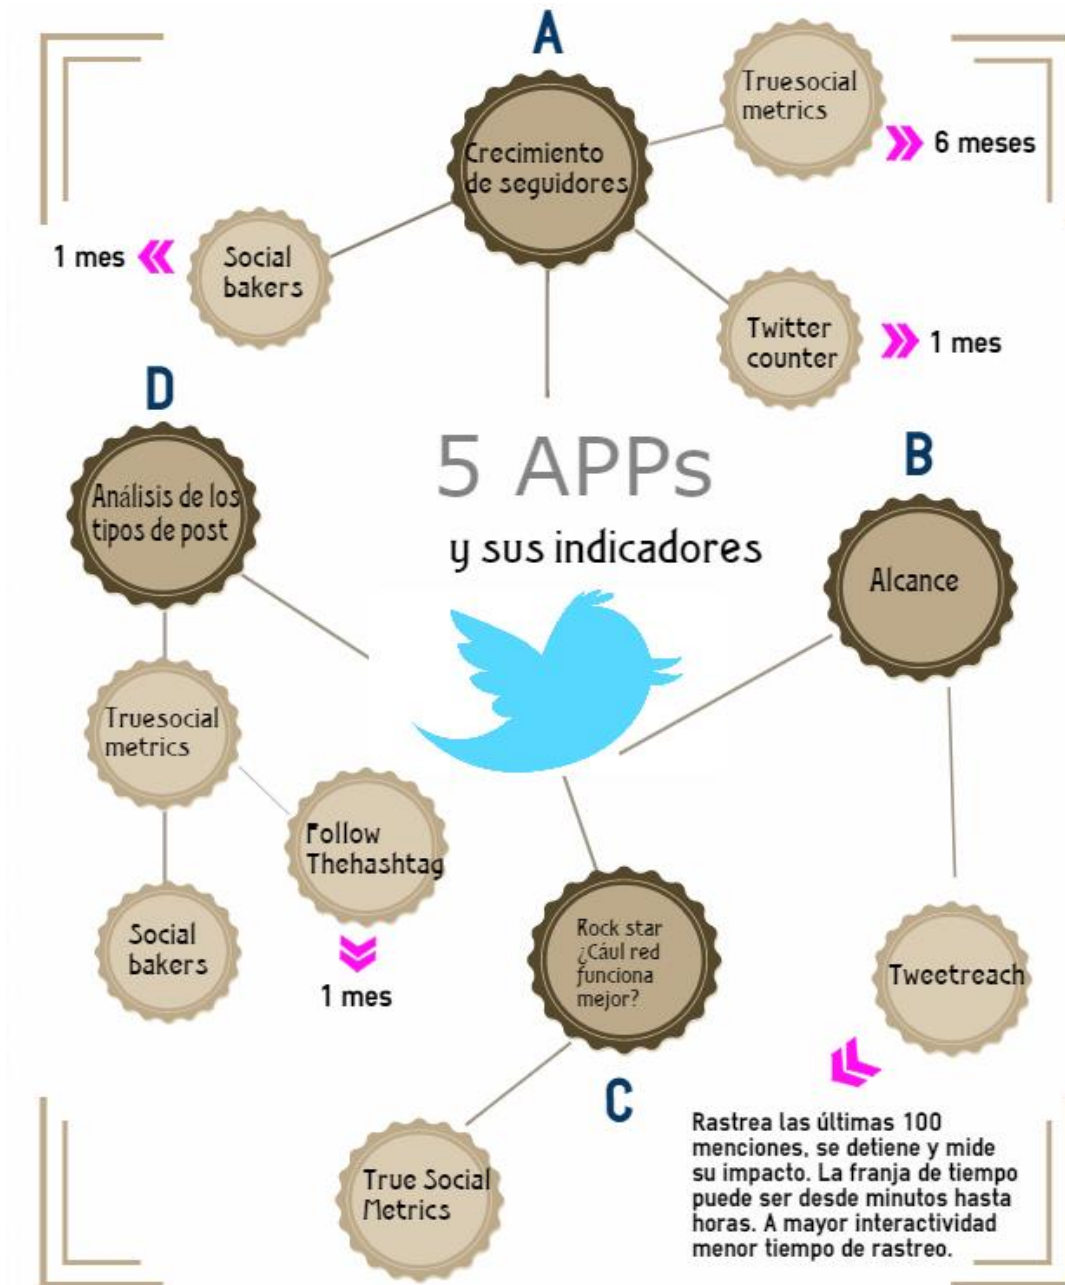 A
Crecimiento
de seguidores
Truesocial
metrics
6 meses
Social
bakers
1 mes
Twitter
counter
1 mes
5 APPs
y sus indicadores
B
Alcance
Tweetreach
Rastrea las últimas 100
menciones, se detiene y mide
su impacto. La franja de tiempo
puede ser desde minutos hasta
horas. A mayor interactividad
menor tiempo de rastreo.
C
Rock star
¿Cául red
funciona
mejor?
True Social
Metrics
D
Análisis de los
tipos de post
Truesocial
metrics
Follow
Thehashtag
1 mes
Social
bakers